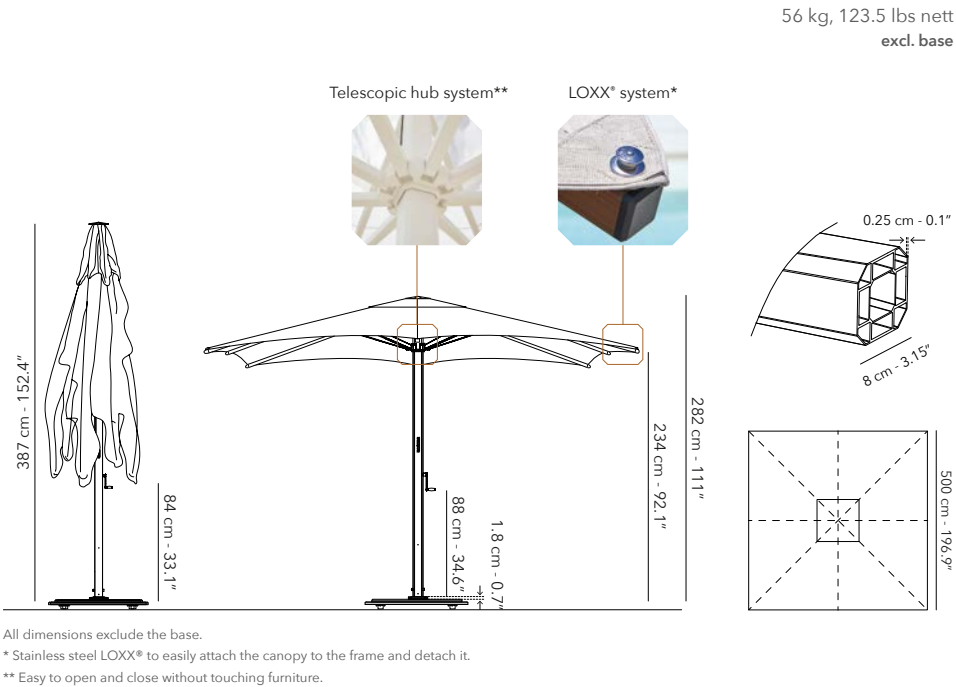 56 kg, 123.5 lbs nett
excl. base
Telescopic hub system**
LOXX® system*
0.25 cm - 0.1”
8 cm - 3.15”
387 cm - 152.4”
84 cm - 33.1”
88 cm - 34.6”
1.8 cm - 0.7”
234 cm - 92.1”
282 cm - 111”
500 cm - 196.9”
All dimensions exclude the base.
* Stainless steel LOXX® to easily attach the canopy to the frame and detach it.
** Easy to open and close without touching furniture.